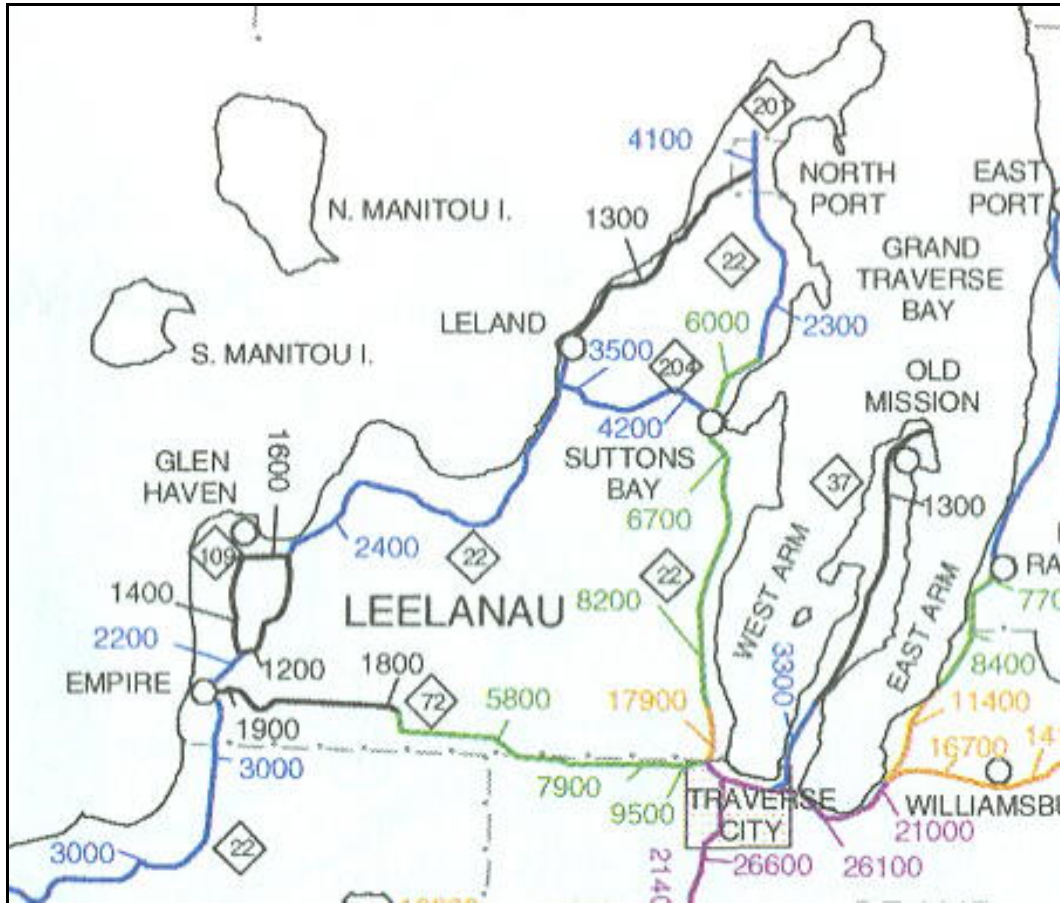 201
4100
NORTH
PORT
EAST
PORT
N. MANITOU I.
1300
22
GRAND
TRAVERSE
BAY
LELAND
6000
2300
S. MANITOU I.
3500
204
OLD
MISSION
4200
1600
GLEN
HAVEN
SUTTONS
BAY
37
1300
6700
2400
109
22
22
WEST ARM
EAST ARM
1400
LEELANAU
8200
2200
8400
EMPIRE
1200
1800
72
5800
17900
3300
11400
1900
3000
16700
7900
9500
TRAVERSE
CITY
21000
3000
22
26600
26100